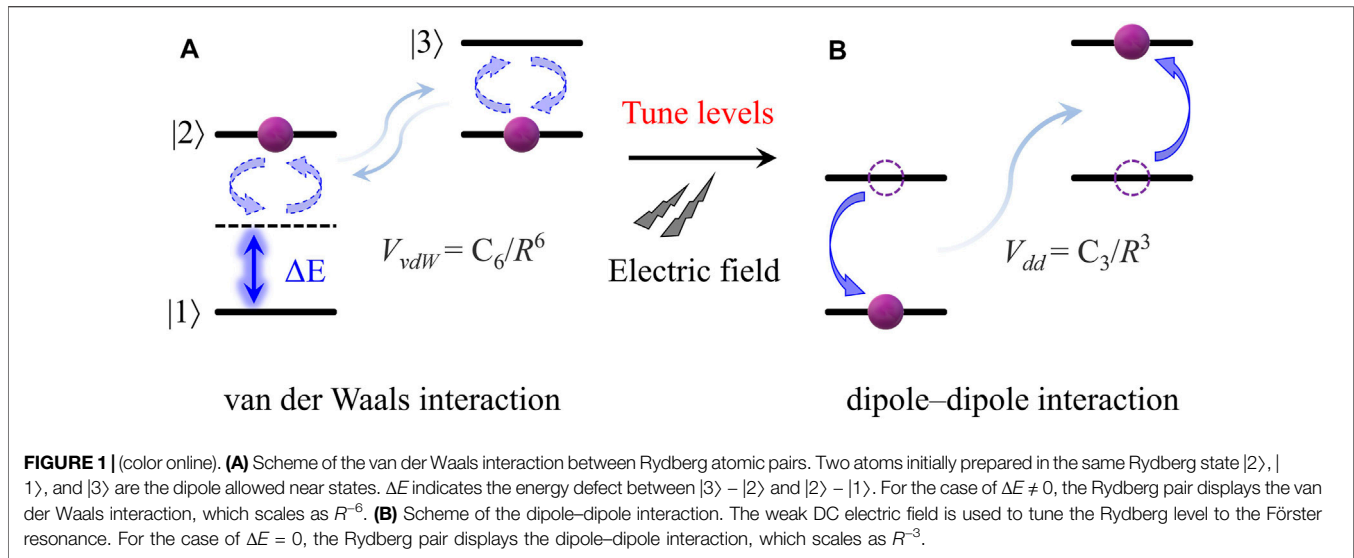 A
|3⟩
B
|2⟩
Tune levels
V_vdW = C₆/R⁶
ΔE
Electric field
V_dd = C₃/R³
|1⟩
van der Waals interaction
dipole–dipole interaction
FIGURE 1 | (color online). (A) Scheme of the van der Waals interaction between Rydberg atomic pairs. Two atoms initially prepared in the same Rydberg state |2⟩, |
1⟩, and |3⟩ are the dipole allowed near states. ΔE indicates the energy defect between |3⟩ – |2⟩ and |2⟩ – |1⟩. For the case of ΔE ≠ 0, the Rydberg pair displays the van
der Waals interaction, which scales as R⁻⁶. (B) Scheme of the dipole–dipole interaction. The weak DC electric field is used to tune the Rydberg level to the Förster
resonance. For the case of ΔE = 0, the Rydberg pair displays the dipole–dipole interaction, which scales as R⁻³.